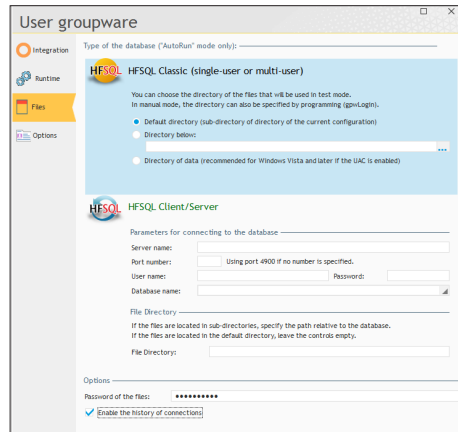 User groupware
Integration
Runtime
Files
Options
Type of the database ("AutoRun" mode only):
HFSQL
HFSQL Classic (single-user or multi-user)
You can choose the directory of the files that will be used in test mode.
In manual mode, the directory can also be specified by programming (gpwLogin).
Default directory (sub-directory of directory of the current configuration)
Directory below:
...
Directory of data (recommended for Windows Vista and later if the UAC is enabled)
HFSQL
HFSQL Client/Server
Parameters for connecting to the database
Server name:
Port number: Using port 4900 if no number is specified.
User name: Password:
Database name:
File Directory
If the files are located in sub-directories, specify the path relative to the database.
If the files are located in the default directory, leave the controls empty.
File Directory:
Options
Password of the files: ••••••••••
Enable the history of connections